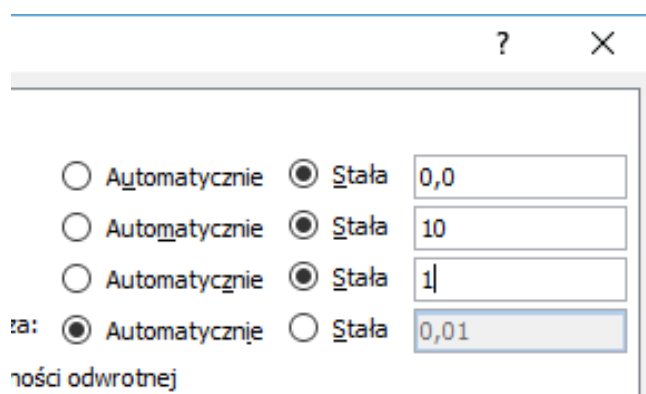 ?
Automatycznie Stała 0,0
Automatycznie Stała 10
Automatycznie Stała 1
za: Automatycznie Stała 0,01
ności odwrotnej